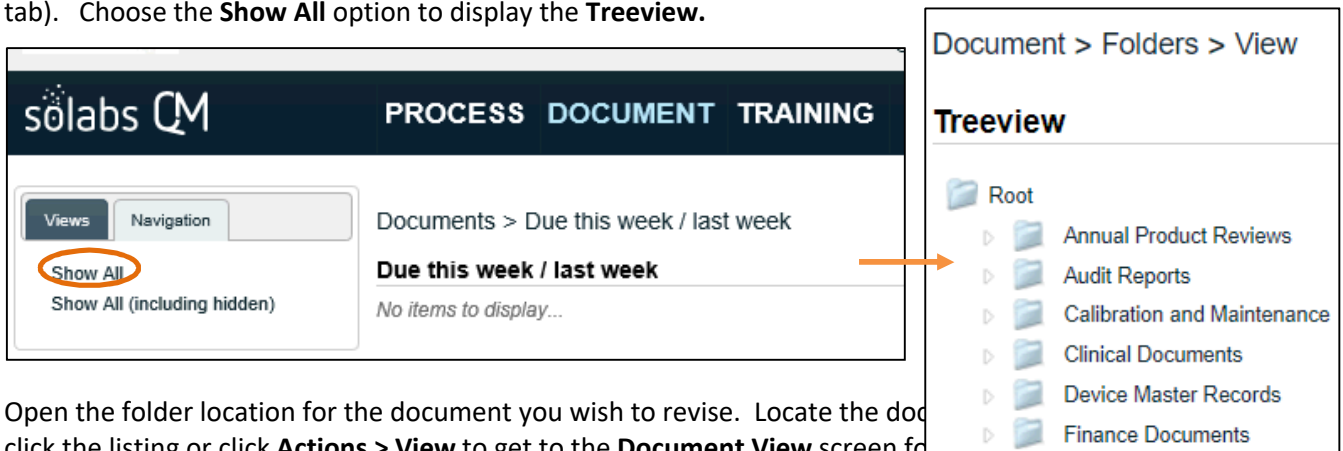 tab). Choose the Show All option to display the Treeview.
sölabs QM
PROCESS DOCUMENT TRAINING
Views Navigation
Show All
Show All (including hidden)
Documents > Due this week / last week
Due this week / last week
No items to display...
Document > Folders > View
Treeview
Root
Annual Product Reviews
Audit Reports
Calibration and Maintenance
Clinical Documents
Device Master Records
Finance Documents
Open the folder location for the document you wish to revise. Locate the doc
click the listing or click Actions > View to get to the Document View screen fo